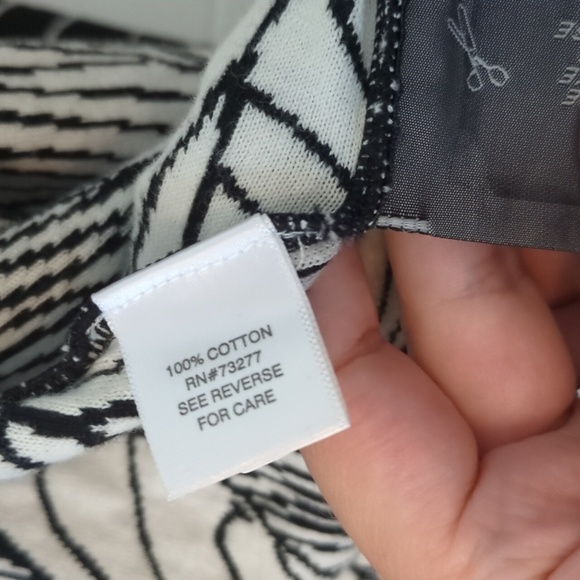 100% COTTON
RN#73277
SEE REVERSE
FOR CARE